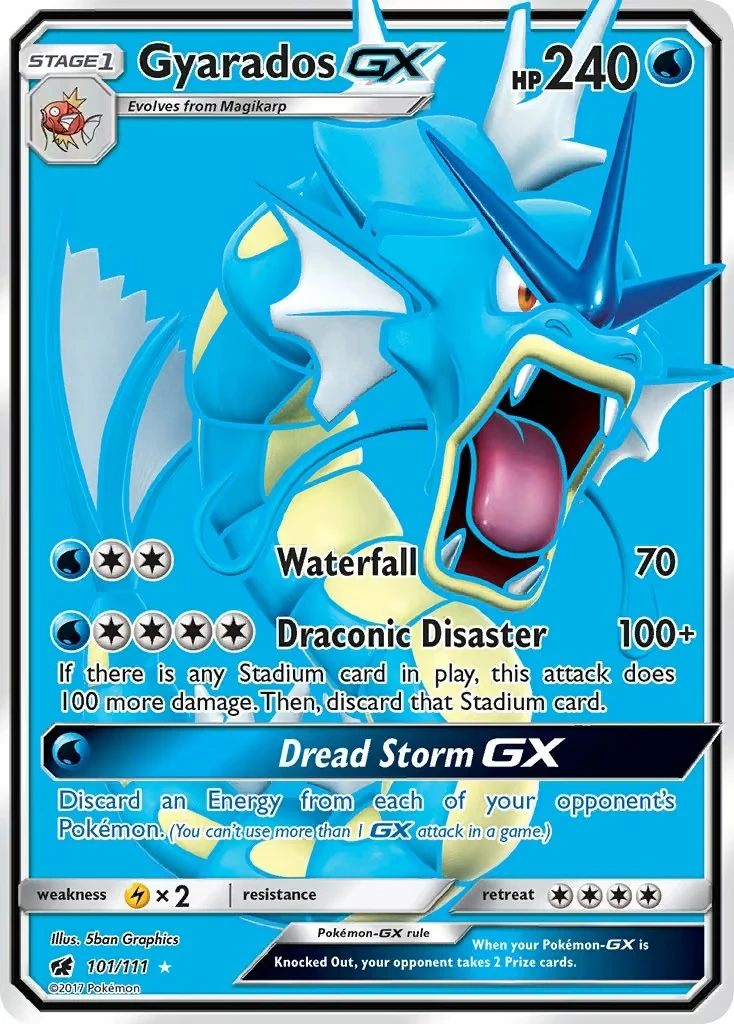 STAGE1 Gyarados GX HP240
Evolves from Magikarp
Waterfall 70
Draconic Disaster 100+
If there is any Stadium card in play, this attack does
100 more damage. Then, discard that Stadium card.
Dread Storm GX
Discard an Energy from each of your opponent's
Pokémon. (You can't use more than 1 GX attack in a game.)
weakness ×2 resistance retreat
Illus. 5ban Graphics
101/111
©2017 Pokémon
Pokémon-GX rule
When your Pokémon-GX is
Knocked Out, your opponent takes 2 Prize cards.